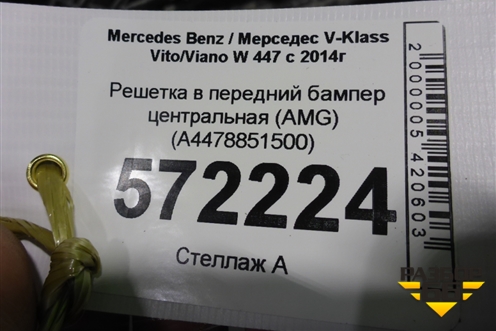 Mercedes Benz / Мерседес V-Klass
Vito/Viano W 447 с 2014г
Решетка в передний бампер
центральная (AMG)
(A4478851500)
572224
Стеллаж А
2000005420603